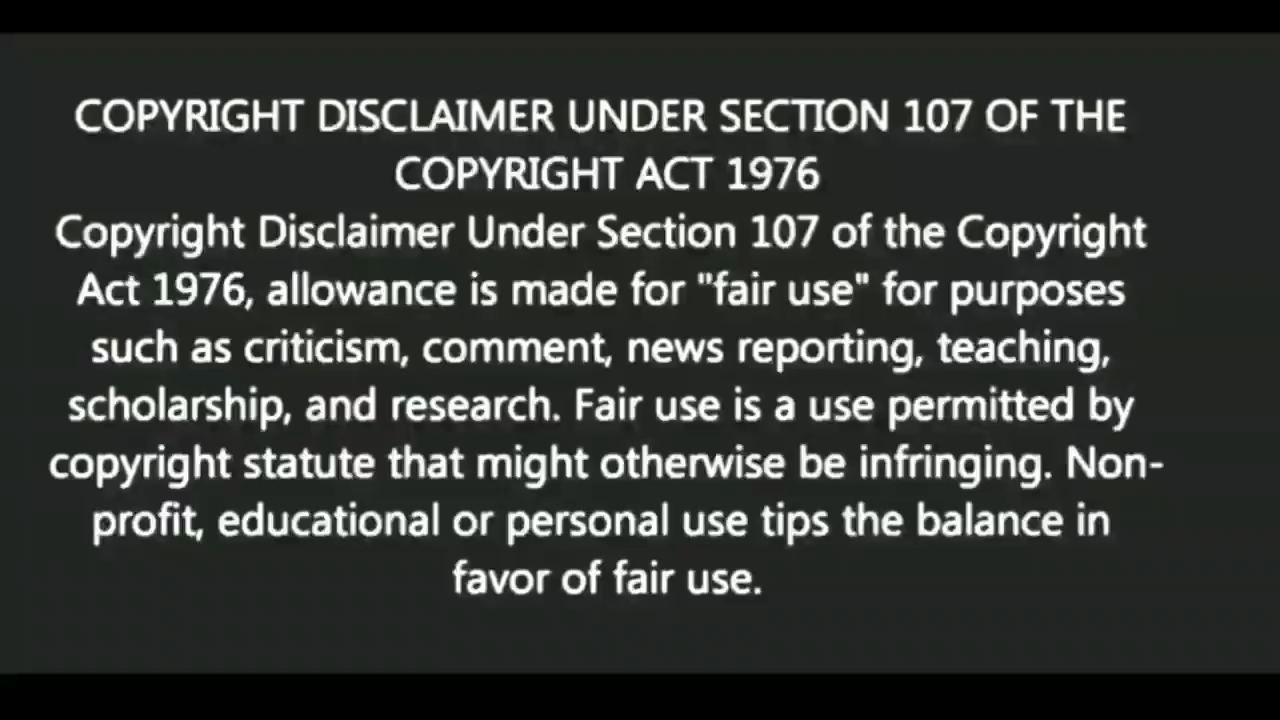 COPYRIGHT DISCLAIMER UNDER SECTION 107 OF THE
COPYRIGHT ACT 1976
Copyright Disclaimer Under Section 107 of the Copyright
Act 1976, allowance is made for "fair use" for purposes
such as criticism, comment, news reporting, teaching,
scholarship, and research. Fair use is a use permitted by
copyright statute that might otherwise be infringing. Non-
profit, educational or personal use tips the balance in
favor of fair use.